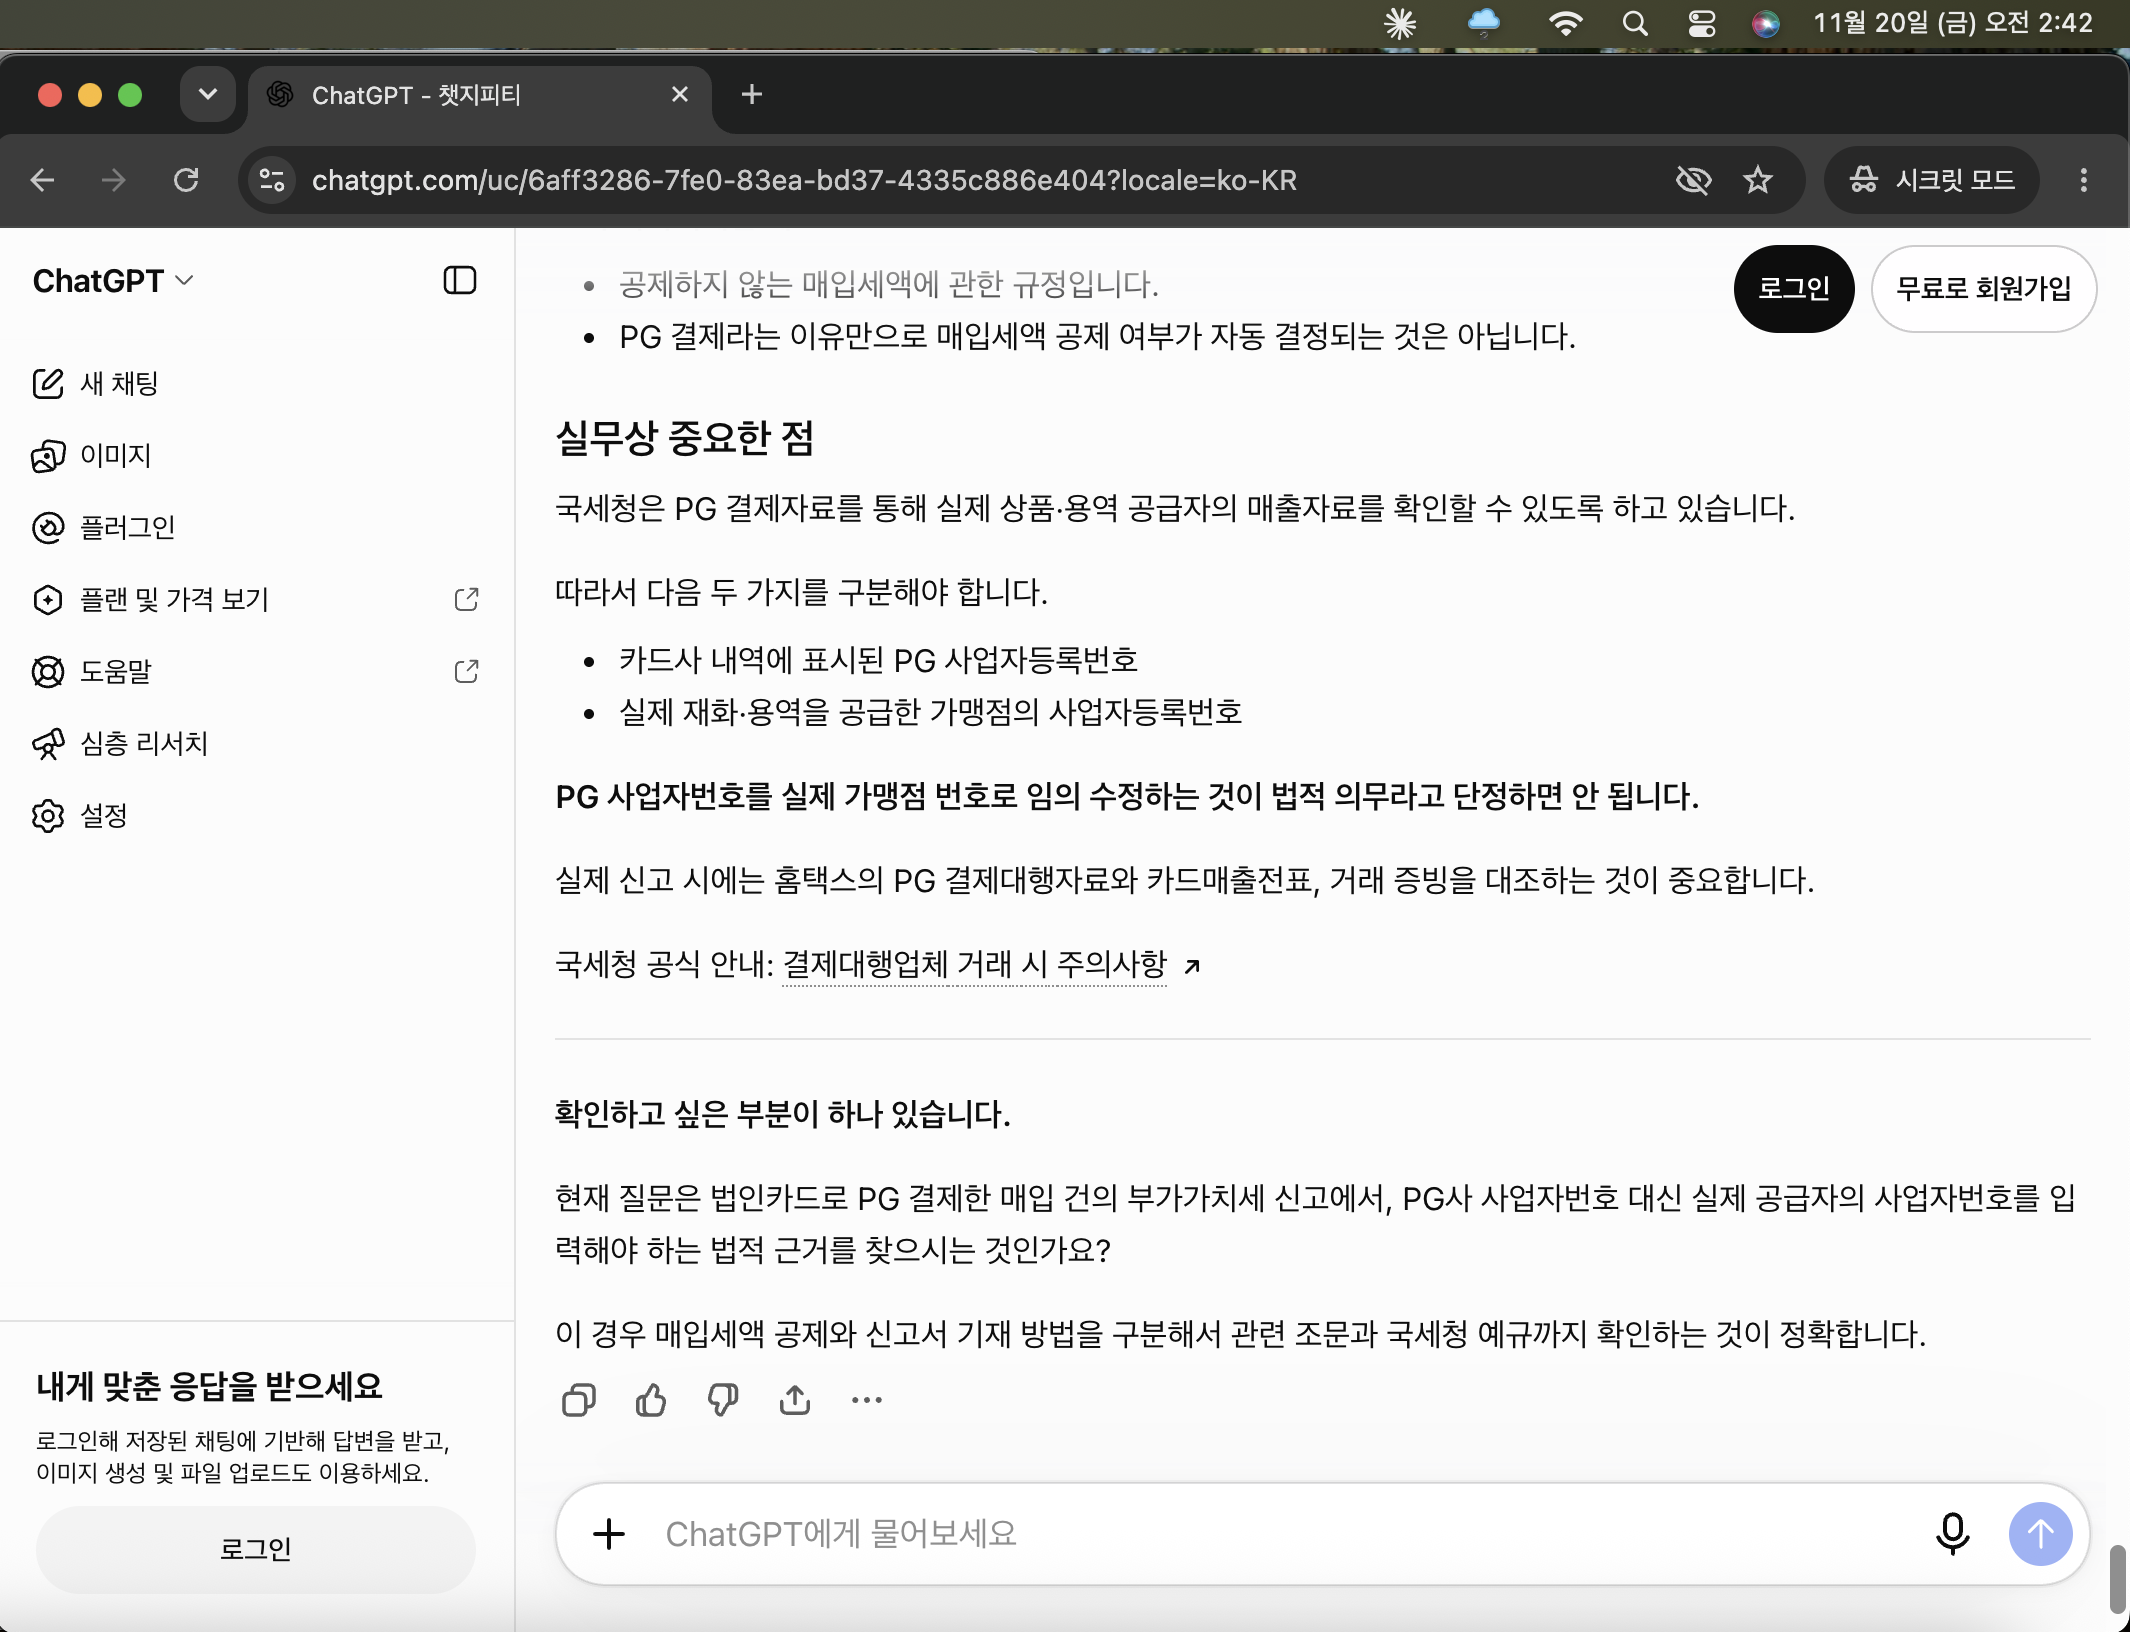 11월 20일 (금) 오전 2:42
ChatGPT - 챗지피티
chatgpt.com/uc/6aff3286-7fe0-83ea-bd37-4335c886e404?locale=ko-KR
시크릿 모드
ChatGPT
새 채팅
이미지
플러그인
플랜 및 가격 보기
도움말
심층 리서치
설정
내게 맞춘 응답을 받으세요
로그인해 저장된 채팅에 기반해 답변을 받고,
이미지 생성 및 파일 업로드도 이용하세요.
로그인
로그인
무료로 회원가입
• 공제하지 않는 매입세액에 관한 규정입니다.
• PG 결제라는 이유만으로 매입세액 공제 여부가 자동 결정되는 것은 아닙니다.
실무상 중요한 점
국세청은 PG 결제자료를 통해 실제 상품·용역 공급자의 매출자료를 확인할 수 있도록 하고 있습니다.
따라서 다음 두 가지를 구분해야 합니다.
• 카드사 내역에 표시된 PG 사업자등록번호
• 실제 재화·용역을 공급한 가맹점의 사업자등록번호
PG 사업자번호를 실제 가맹점 번호로 임의 수정하는 것이 법적 의무라고 단정하면 안 됩니다.
실제 신고 시에는 홈택스의 PG 결제대행자료와 카드매출전표, 거래 증빙을 대조하는 것이 중요합니다.
국세청 공식 안내: 결제대행업체 거래 시 주의사항
확인하고 싶은 부분이 하나 있습니다.
현재 질문은 법인카드로 PG 결제한 매입 건의 부가가치세 신고에서, PG사 사업자번호 대신 실제 공급자의 사업자번호를 입
력해야 하는 법적 근거를 찾으시는 것인가요?
이 경우 매입세액 공제와 신고서 기재 방법을 구분해서 관련 조문과 국세청 예규까지 확인하는 것이 정확합니다.
ChatGPT에게 물어보세요